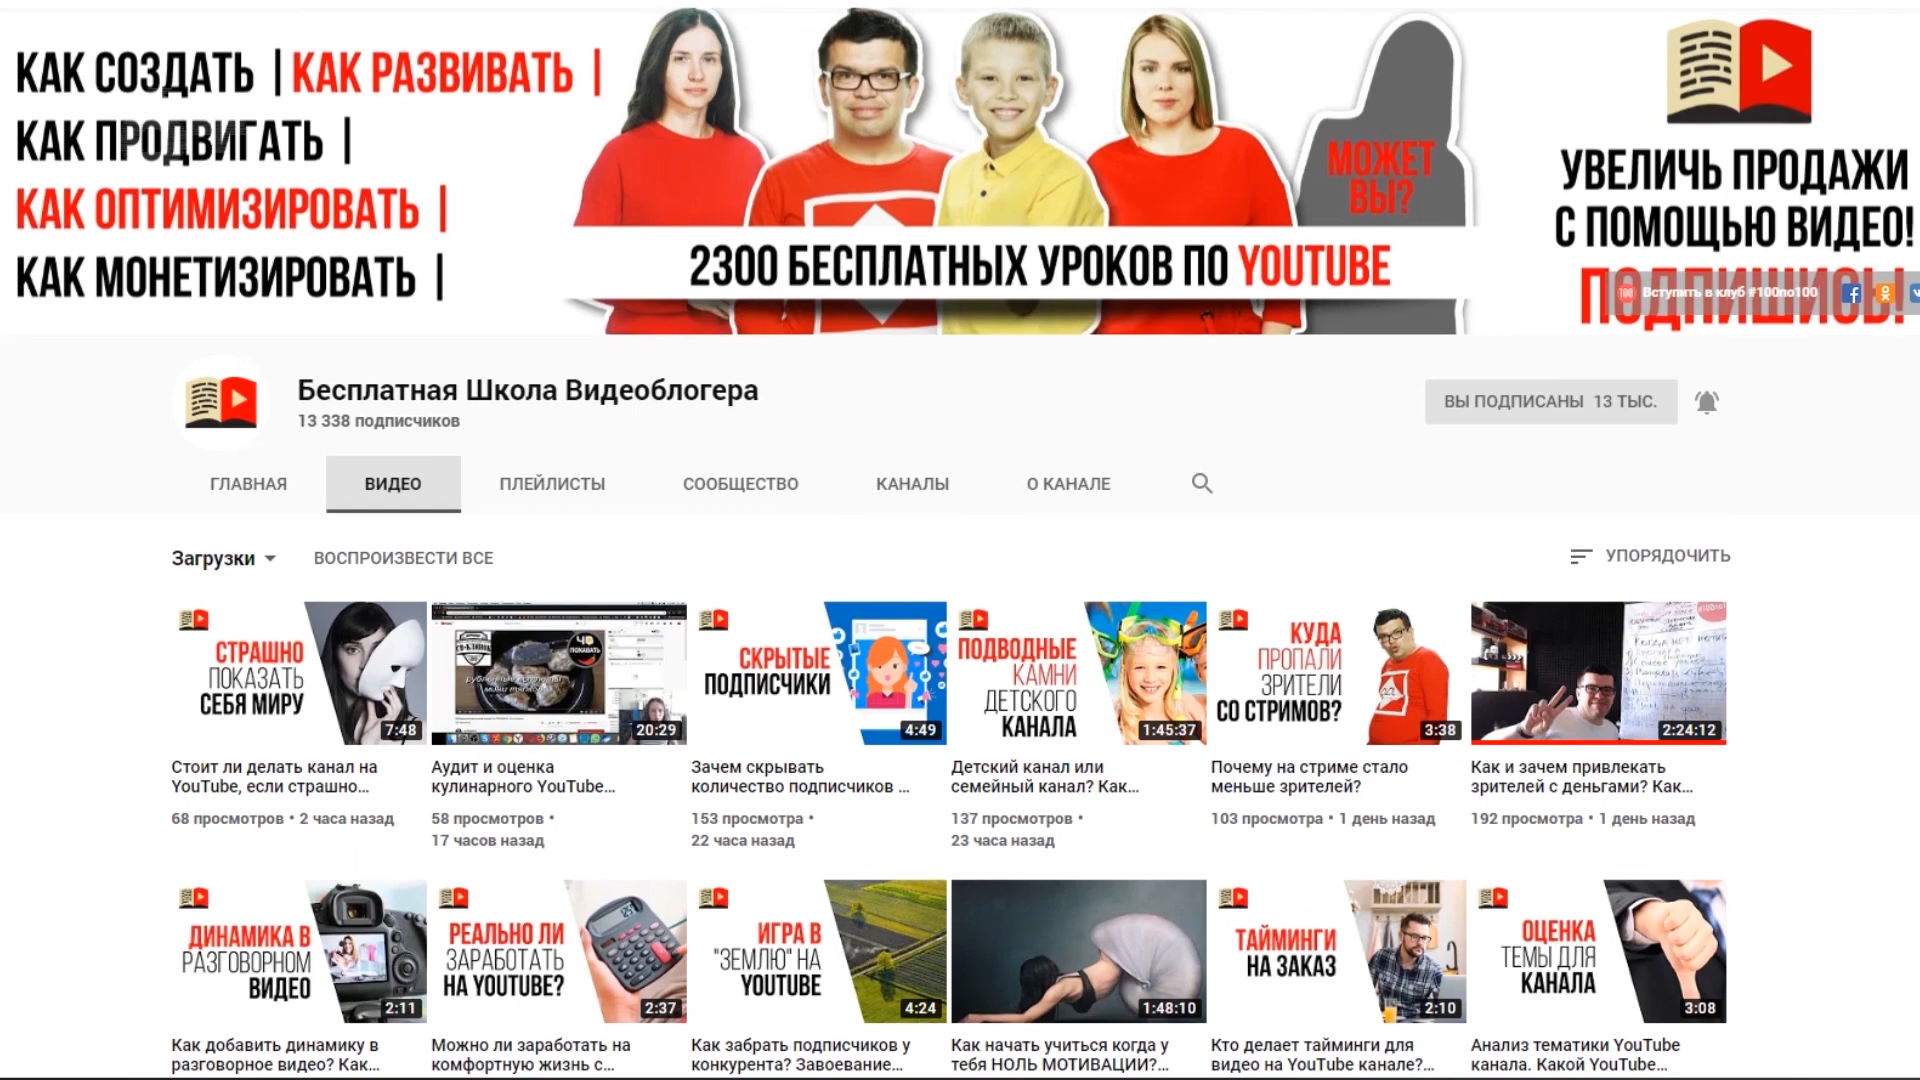 КАК СОЗДАТЬ | КАК РАЗВИВАТЬ |
КАК ПРОДВИГАТЬ |
КАК ОПТИМИЗИРОВАТЬ |
КАК МОНЕТИЗИРОВАТЬ |
МОЖЕТ
ВЫ?
2300 БЕСПЛАТНЫХ УРОКОВ ПО YOUTUBE
УВЕЛИЧЬ ПРОДАЖИ
С ПОМОЩЬЮ ВИДЕО!
ПОДПИШИСЬ!
100 Вступить в клуб #100по100
Бесплатная Школа Видеоблогера
13 338 подписчиков
ВЫ ПОДПИСАНЫ 13 ТЫС.
ГЛАВНАЯ ВИДЕО ПЛЕЙЛИСТЫ СООБЩЕСТВО КАНАЛЫ О КАНАЛЕ
Загрузки ВОСПРОИЗВЕСТИ ВСЕ УПОРЯДОЧИТЬ
СТРАШНО
ПОКАЗАТЬ
СЕБЯ МИРУ
7:48
Стоит ли делать канал на
YouTube, если страшно...
68 просмотров • 2 часа назад
ПОКАВАТЬ
20:29
Аудит и оценка
кулинарного YouTube...
58 просмотров •
17 часов назад
СКРЫТЫЕ
ПОДПИСЧИКИ
4:49
Зачем скрывать
количество подписчиков ...
153 просмотра •
22 часа назад
ПОДВОДНЫЕ
КАМНИ
ДЕТСКОГО
КАНАЛА
1:45:37
Детский канал или
семейный канал? Как...
137 просмотров •
23 часа назад
КУДА
ПРОПАЛИ
ЗРИТЕЛИ
СО СТРИМОВ?
3:38
Почему на стриме стало
меньше зрителей?
103 просмотра • 1 день назад
2:24:12
Как и зачем привлекать
зрителей с деньгами? Как...
192 просмотра • 1 день назад
ДИНАМИКА В
РАЗГОВОРНОМ
ВИДЕО
2:11
Как добавить динамику в
разговорное видео? Как...
РЕАЛЬНО ЛИ
ЗАРАБОТАТЬ
НА YOUTUBE?
2:37
Можно ли заработать на
комфортную жизнь с...
ИГРА В
"ЗЕМЛЮ" НА
YOUTUBE
4:24
Как забрать подписчиков у
конкурента? Завоевание...
1:48:10
Как начать учиться когда у
тебя НОЛЬ МОТИВАЦИИ?...
ТАЙМИНГИ
НА ЗАКАЗ
2:10
Кто делает тайминги для
видео на YouTube канале?...
ОЦЕНКА
ТЕМЫ ДЛЯ
КАНАЛА
3:08
Анализ тематики YouTube
канала. Какой YouTube...